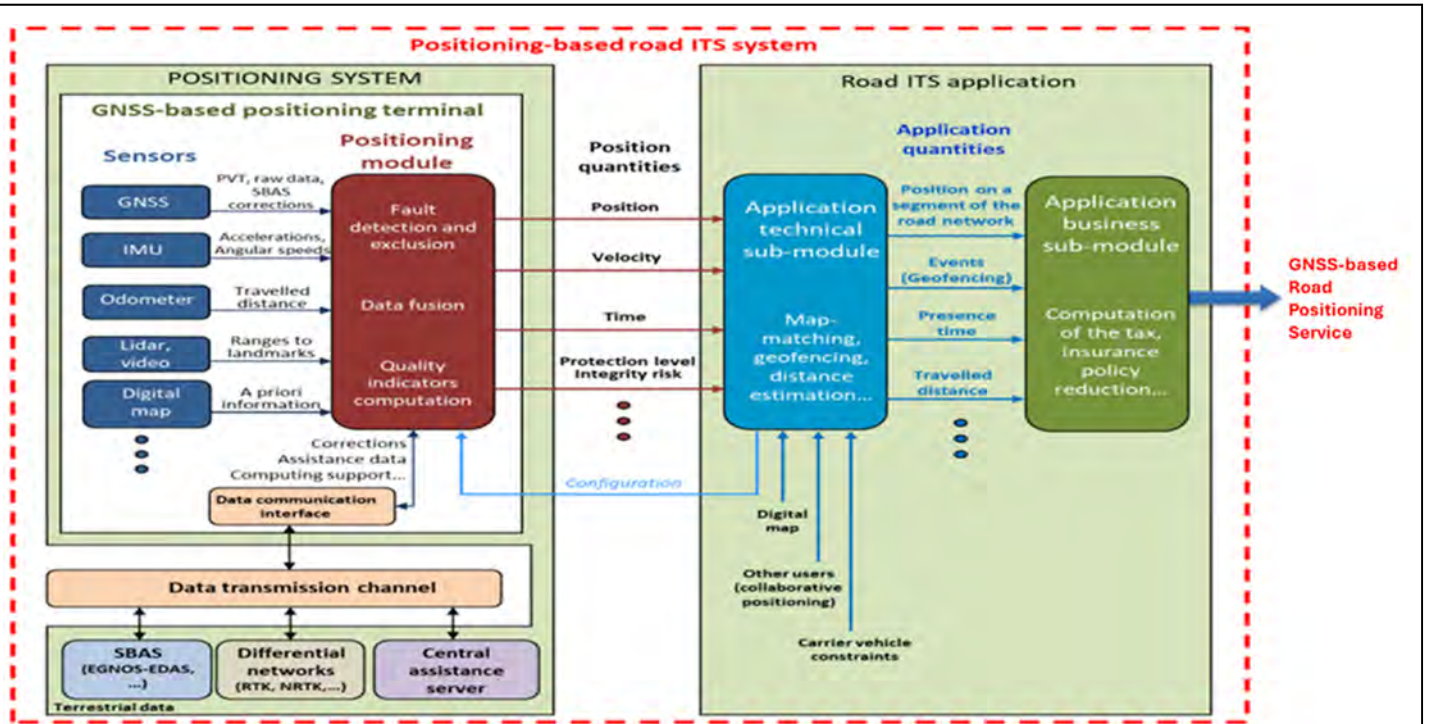 Positioning-based road ITS system
POSITIONING SYSTEM
GNSS-based positioning terminal
Sensors
GNSS
IMU
Odometer
Lidar,
video
Digital
map
PVT, raw data,
SBAS
corrections
Accelerations,
Angular speeds
Travelled
distance
Ranges to
landmarks
A priori
information
Positioning
module
Fault
detection and
exclusion
Data fusion
Quality
indicators
computation
Corrections
Assistance data
Computing support...
Data communication
interface
Data transmission channel
SBAS
(EGNOS-EDAS,
...)
Differential
networks
(RTK, NRTK,...)
Central
assistance
server
Terrestrial data
Position
quantities
Position
Velocity
Time
Protection level
Integrity risk
Configuration
Road ITS application
Application
technical
sub-module
Map-
matching,
geofencing,
distance
estimation...
Digital
map
Other users
(collaborative
positioning)
Carrier vehicle
constraints
Application
quantities
Position on a
segment of the
road network
Events
(Geofencing)
Presence
time
Travelled
distance
Application
business
sub-module
Computation
of the tax,
insurance
policy
reduction...
GNSS-based
Road
Positioning
Service